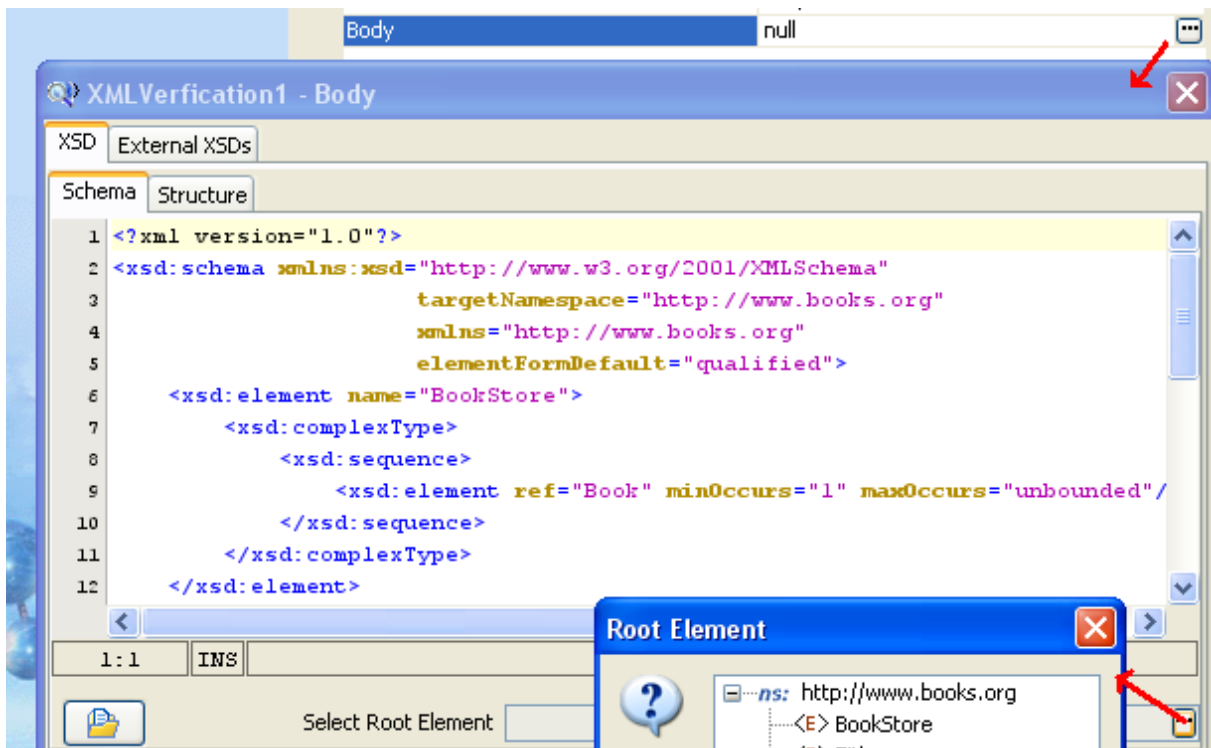 Body null
XMLVerfication1 - Body
XSD External XSDs
Schema Structure
1 <?xml version="1.0"?>
2 <xsd:schema xmlns:xsd="http://www.w3.org/2001/XMLSchema"
3 targetNamespace="http://www.books.org"
4 xmlns="http://www.books.org"
5 elementFormDefault="qualified">
6 <xsd:element name="BookStore">
7 <xsd:complexType>
8 <xsd:sequence>
9 <xsd:element ref="Book" minOccurs="1" maxOccurs="unbounded"/
10 </xsd:sequence>
11 </xsd:complexType>
12 </xsd:element>
Root Element
1:1 INS
ns: http://www.books.org
Select Root Element
<E> BookStore